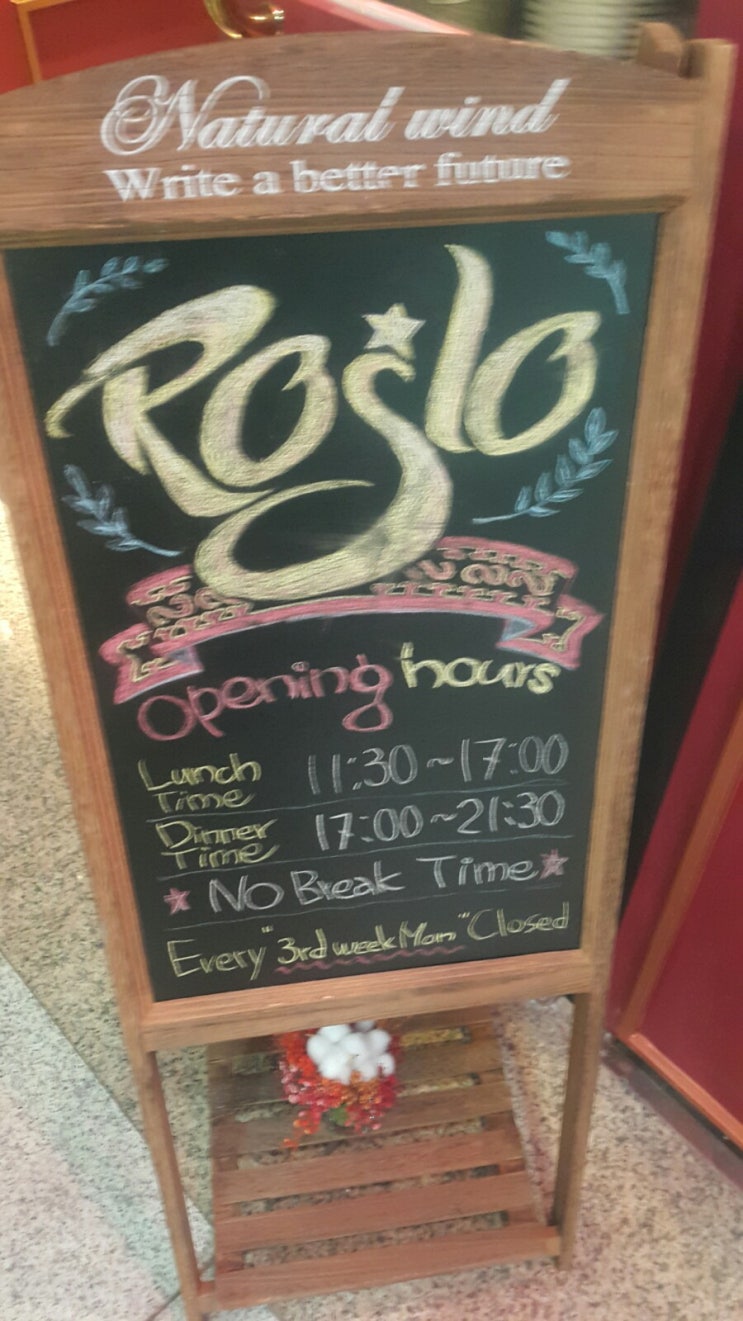 Natural wind
Write a better future
Roslo
Opening hours
Lunch Time 11:30~17:00
Dinner Time 17:00~21:30
No Break Time
Every "3rd week Mon" Closed